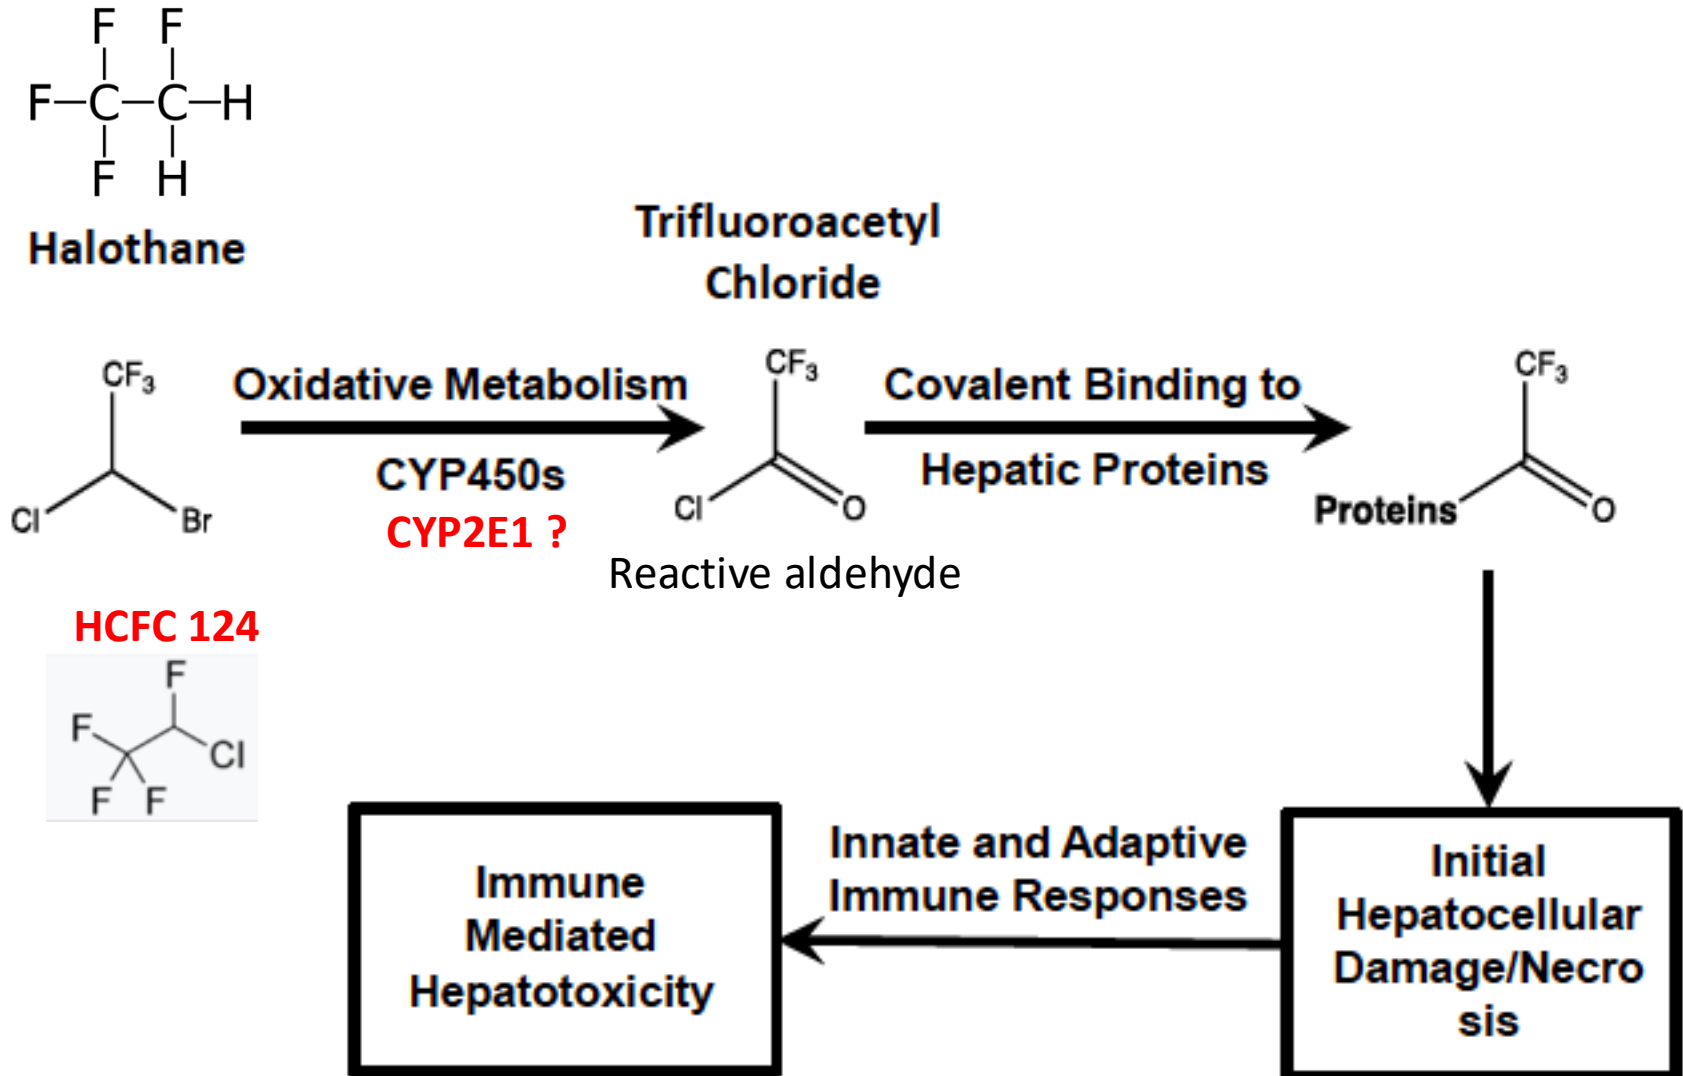 F F
F–C–C–H
F H
Halothane
Trifluoroacetyl
Chloride
CF₃
Cl
Br
Oxidative Metabolism
CYP450s
CYP2E1 ?
CF₃
Cl
O
Reactive aldehyde
Covalent Binding to
Hepatic Proteins
CF₃
Proteins
O
HCFC 124
F
F
Cl
F F
Immune
Mediated
Hepatotoxicity
Innate and Adaptive
Immune Responses
Initial
Hepatocellular
Damage/Necro
sis